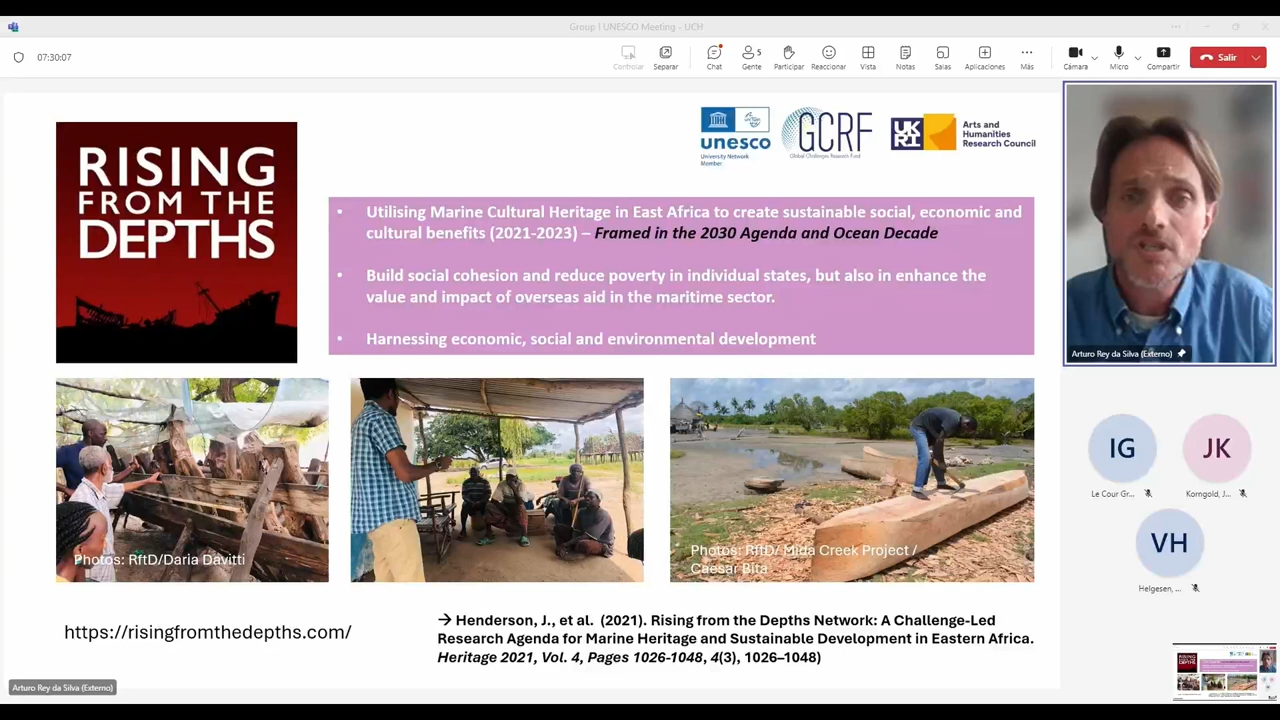 Group | UNESCO Meeting - UCH
07:30:07
Controlar
Separar
Chat
5
Gente
Participar
Reaccionar
Vista
Notas
Salas
Aplicaciones
Más
Cámara
Micro
Compartir
Salir
RISING
FROM THE
DEPTHS
unesco
University Network
Member
GCRF
Global Challenges Research Fund
UK
RI
Arts and
Humanities
Research Council
• Utilising Marine Cultural Heritage in East Africa to create sustainable social, economic and
cultural benefits (2021-2023) – Framed in the 2030 Agenda and Ocean Decade
• Build social cohesion and reduce poverty in individual states, but also in enhance the
value and impact of overseas aid in the maritime sector.
• Harnessing economic, social and environmental development
Arturo Rey da Silva (Externo)
Photos: RftD/Daria Davitti
Photos: RftD/ Mida Creek Project /
Caesar Bita
IG
Le Cour Gr...
JK
Korngold, J...
VH
Helgesen, ...
https://risingfromthedepths.com/
→ Henderson, J., et al. (2021). Rising from the Depths Network: A Challenge-Led
Research Agenda for Marine Heritage and Sustainable Development in Eastern Africa.
Heritage 2021, Vol. 4, Pages 1026-1048, 4(3), 1026–1048)
Arturo Rey da Silva (Externo)